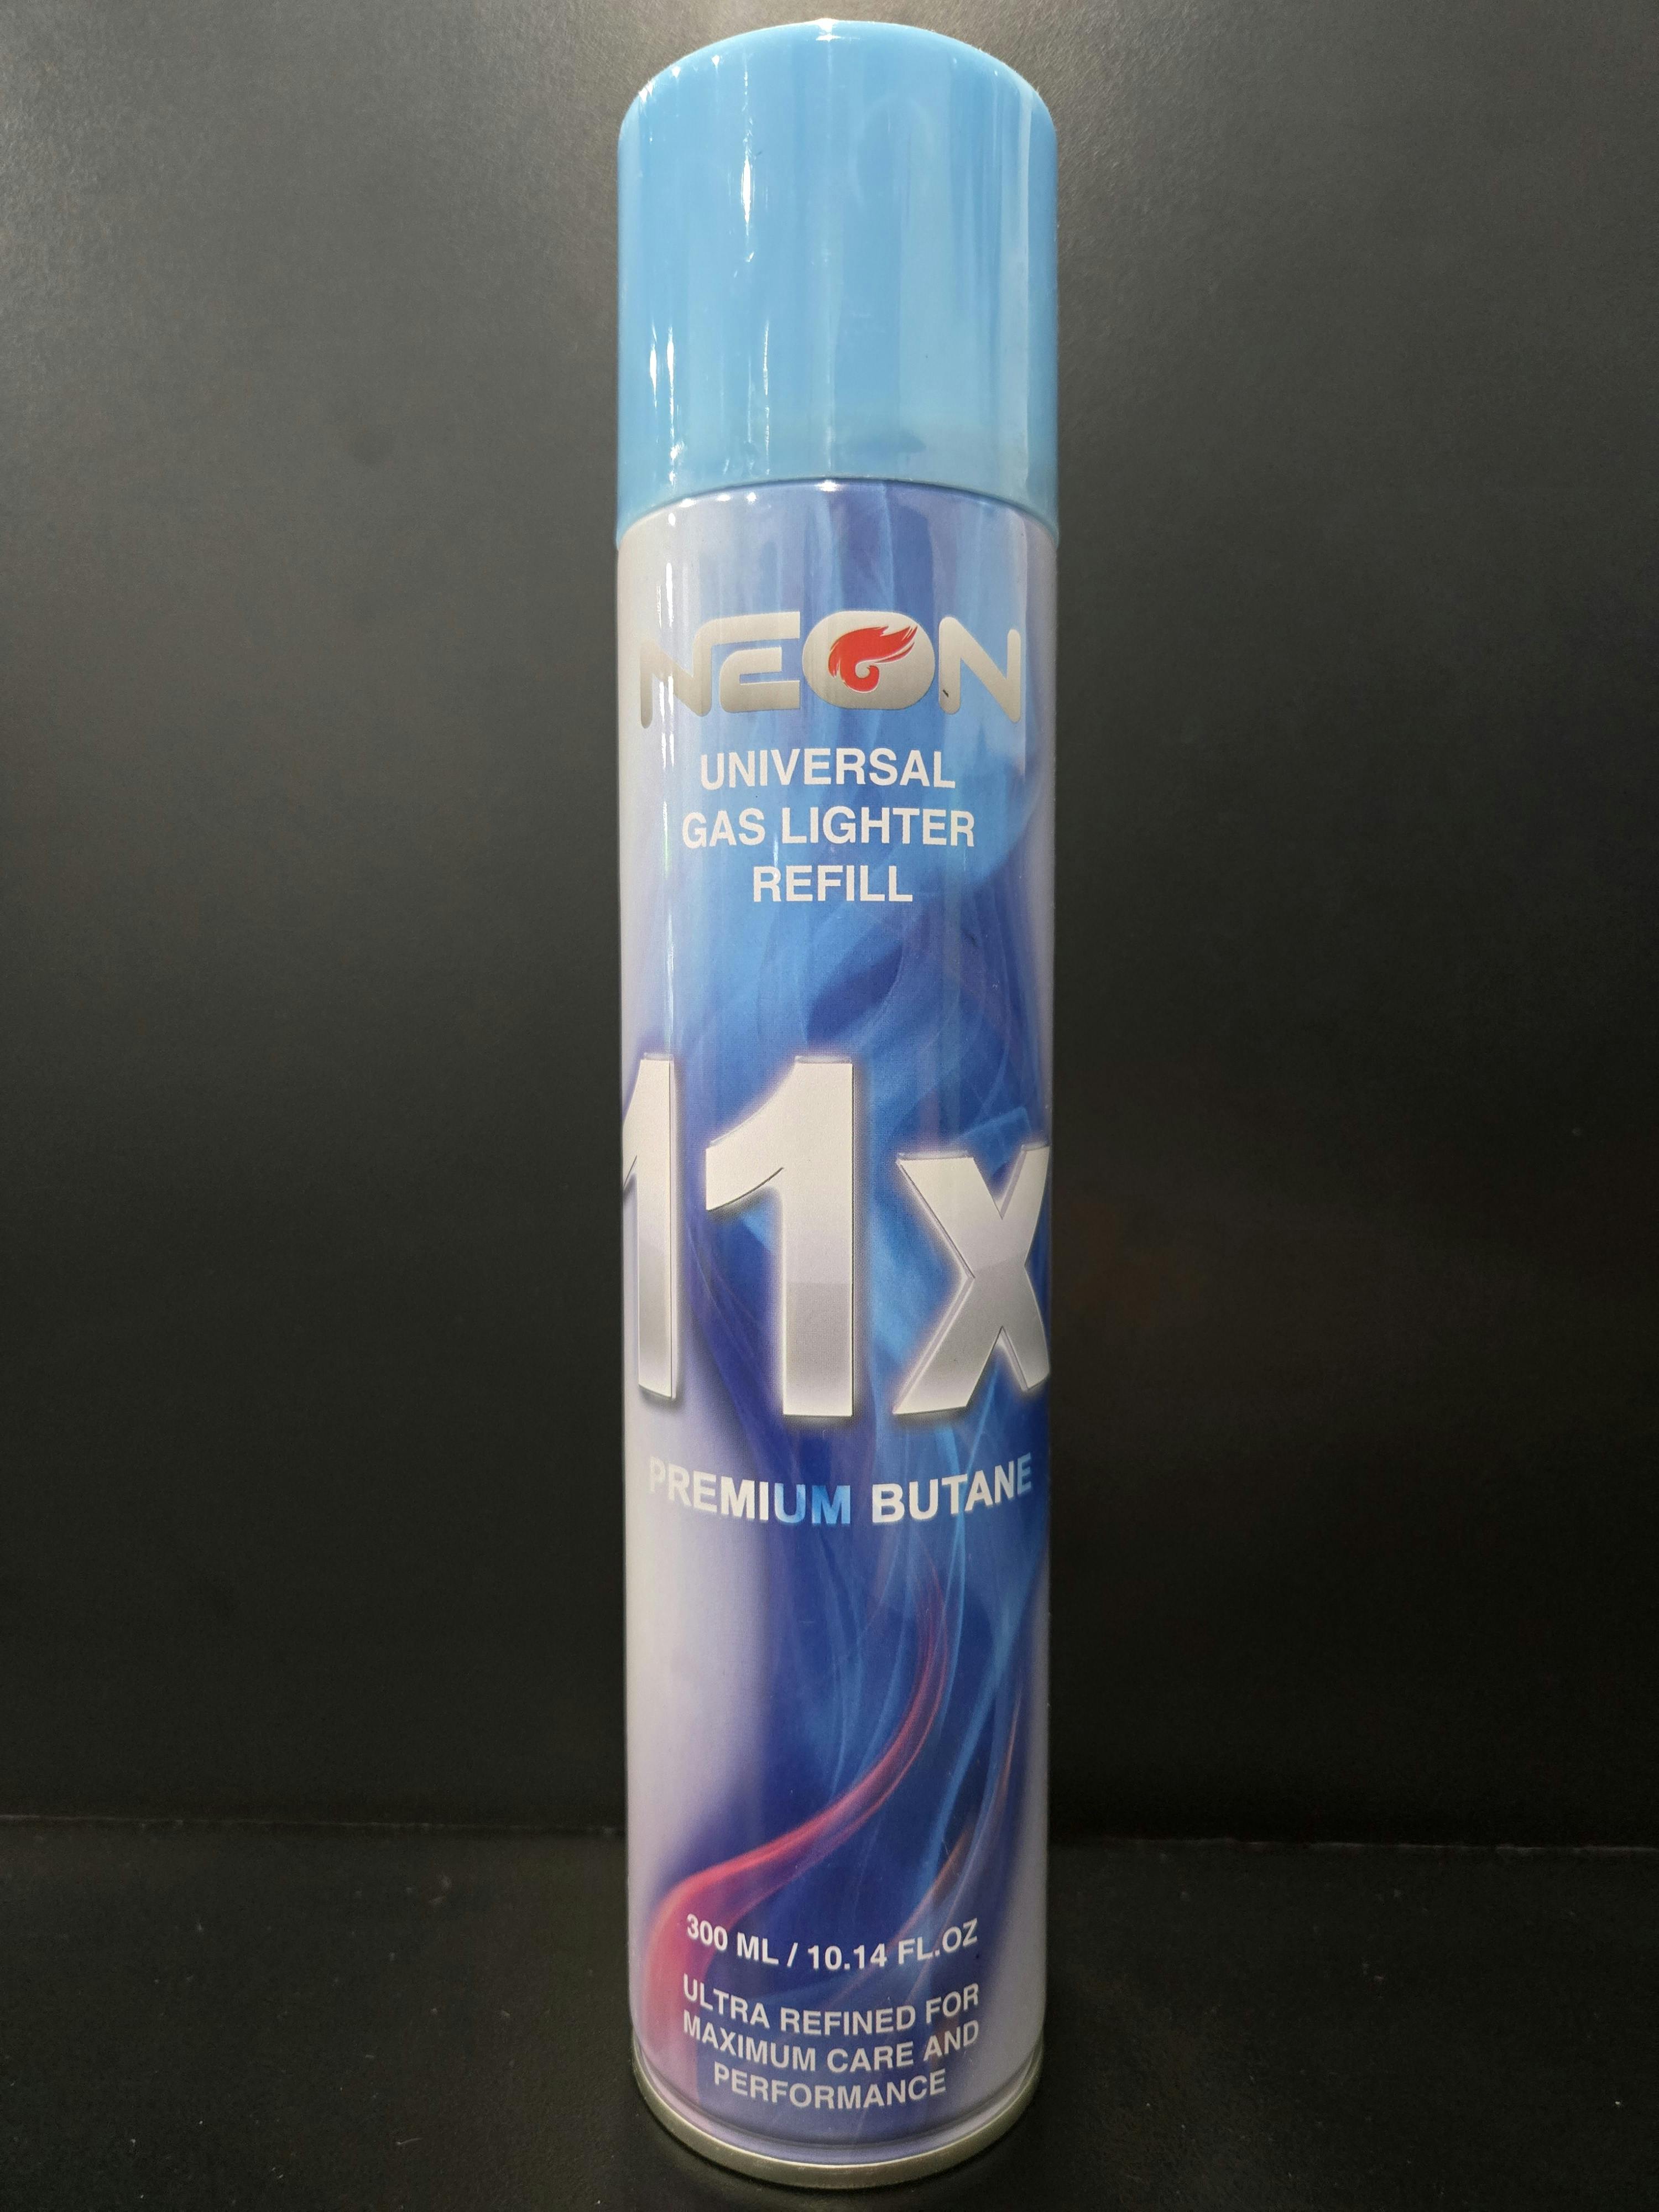 NEON
UNIVERSAL
GAS LIGHTER
REFILL
11x
PREMIUM BUTANE
300 ML / 10.14 FL.OZ
ULTRA REFINED FOR
MAXIMUM CARE AND
PERFORMANCE